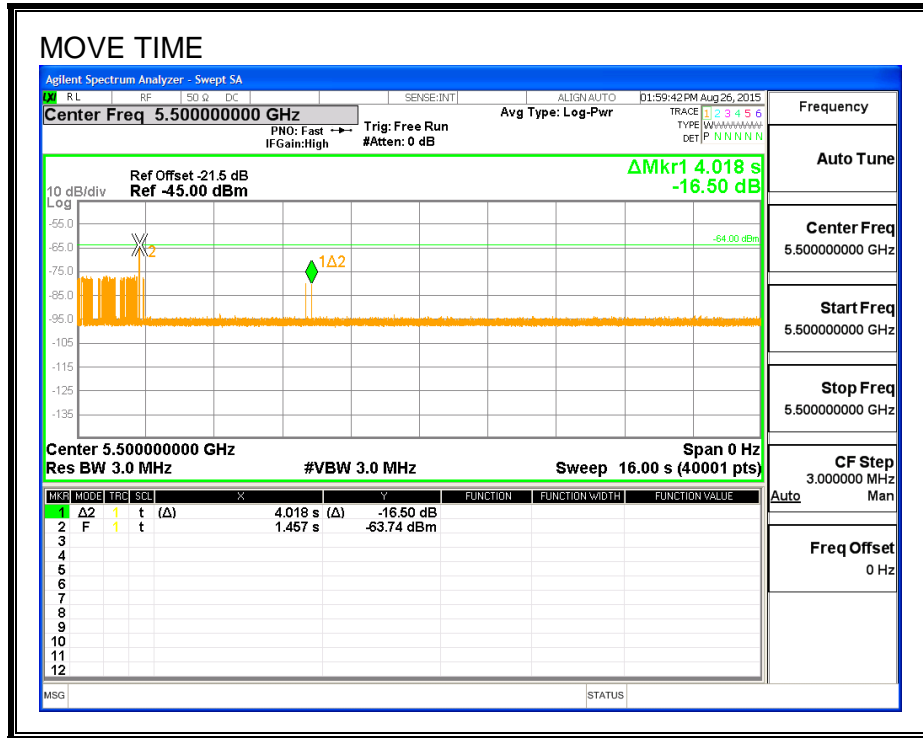 MOVE TIME
Agilent Spectrum Analyzer - Swept SA
LXI RL RF 50 Ω DC SENSE:INT ALIGN AUTO 01:59:42 PM Aug 26, 2015
Center Freq 5.500000000 GHz
PNO: Fast
IFGain:High
Trig: Free Run
#Atten: 0 dB
Avg Type: Log-Pwr
TRACE 1 2 3 4 5 6
TYPE WWWWWW
DET P N N N N N
ΔMkr1 4.018 s
-16.50 dB
Ref Offset -21.5 dB
10 dB/div Ref -45.00 dBm
Log
-55.0
-65.0
-75.0
-85.0
-95.0
-105
-115
-125
-135
-64.00 dBm
2
1Δ2
Center 5.500000000 GHz Span 0 Hz
Res BW 3.0 MHz #VBW 3.0 MHz Sweep 16.00 s (40001 pts)
MKR MODE TRC SCL X Y FUNCTION FUNCTION WIDTH FUNCTION VALUE
1 Δ2 1 t (Δ) 4.018 s (Δ) -16.50 dB
2 F 1 t 1.457 s -63.74 dBm
3
4
5
6
7
8
9
10
11
12
MSG STATUS
Frequency
Auto Tune
Center Freq
5.500000000 GHz
Start Freq
5.500000000 GHz
Stop Freq
5.500000000 GHz
CF Step
3.000000 MHz
Auto Man
Freq Offset
0 Hz